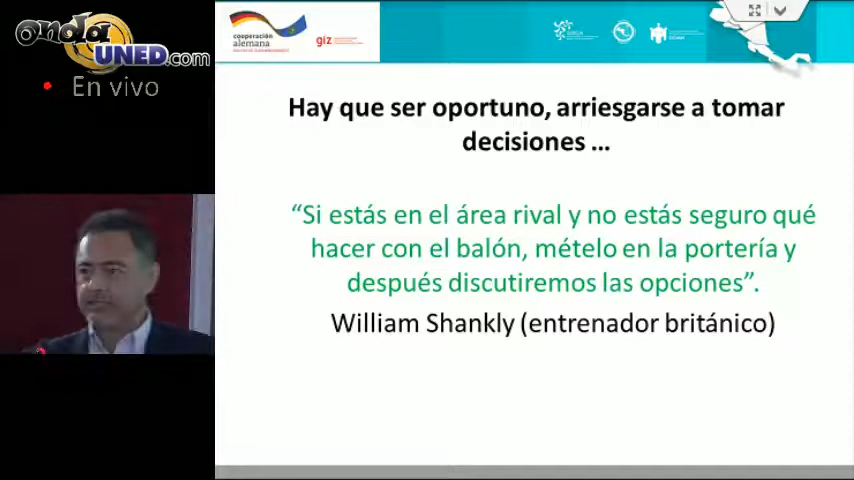 onda
UNED.com
En vivo
cooperación
alemana
giz
Hay que ser oportuno, arriesgarse a tomar
decisiones ...
“Si estás en el área rival y no estás seguro qué
hacer con el balón, mételo en la portería y
después discutiremos las opciones”.
William Shankly (entrenador británico)